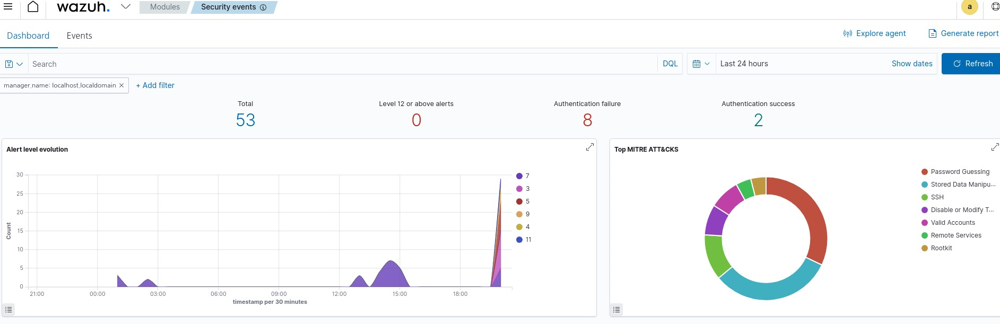 wazuh.
Modules
Security events
a
Dashboard
Events
Explore agent
Generate report
Search
DQL
Last 24 hours
Show dates
Refresh
manager.name: localhost.localdomain ×
+ Add filter
Total
53
Level 12 or above alerts
0
Authentication failure
8
Authentication success
2
Alert level evolution
30
25
20
15
10
5
0
Count
21:00 00:00 03:00 06:00 09:00 12:00 15:00 18:00
timestamp per 30 minutes
7
3
5
9
4
11
Top MITRE ATT&CKS
Password Guessing
Stored Data Manipu...
SSH
Disable or Modify T...
Valid Accounts
Remote Services
Rootkit